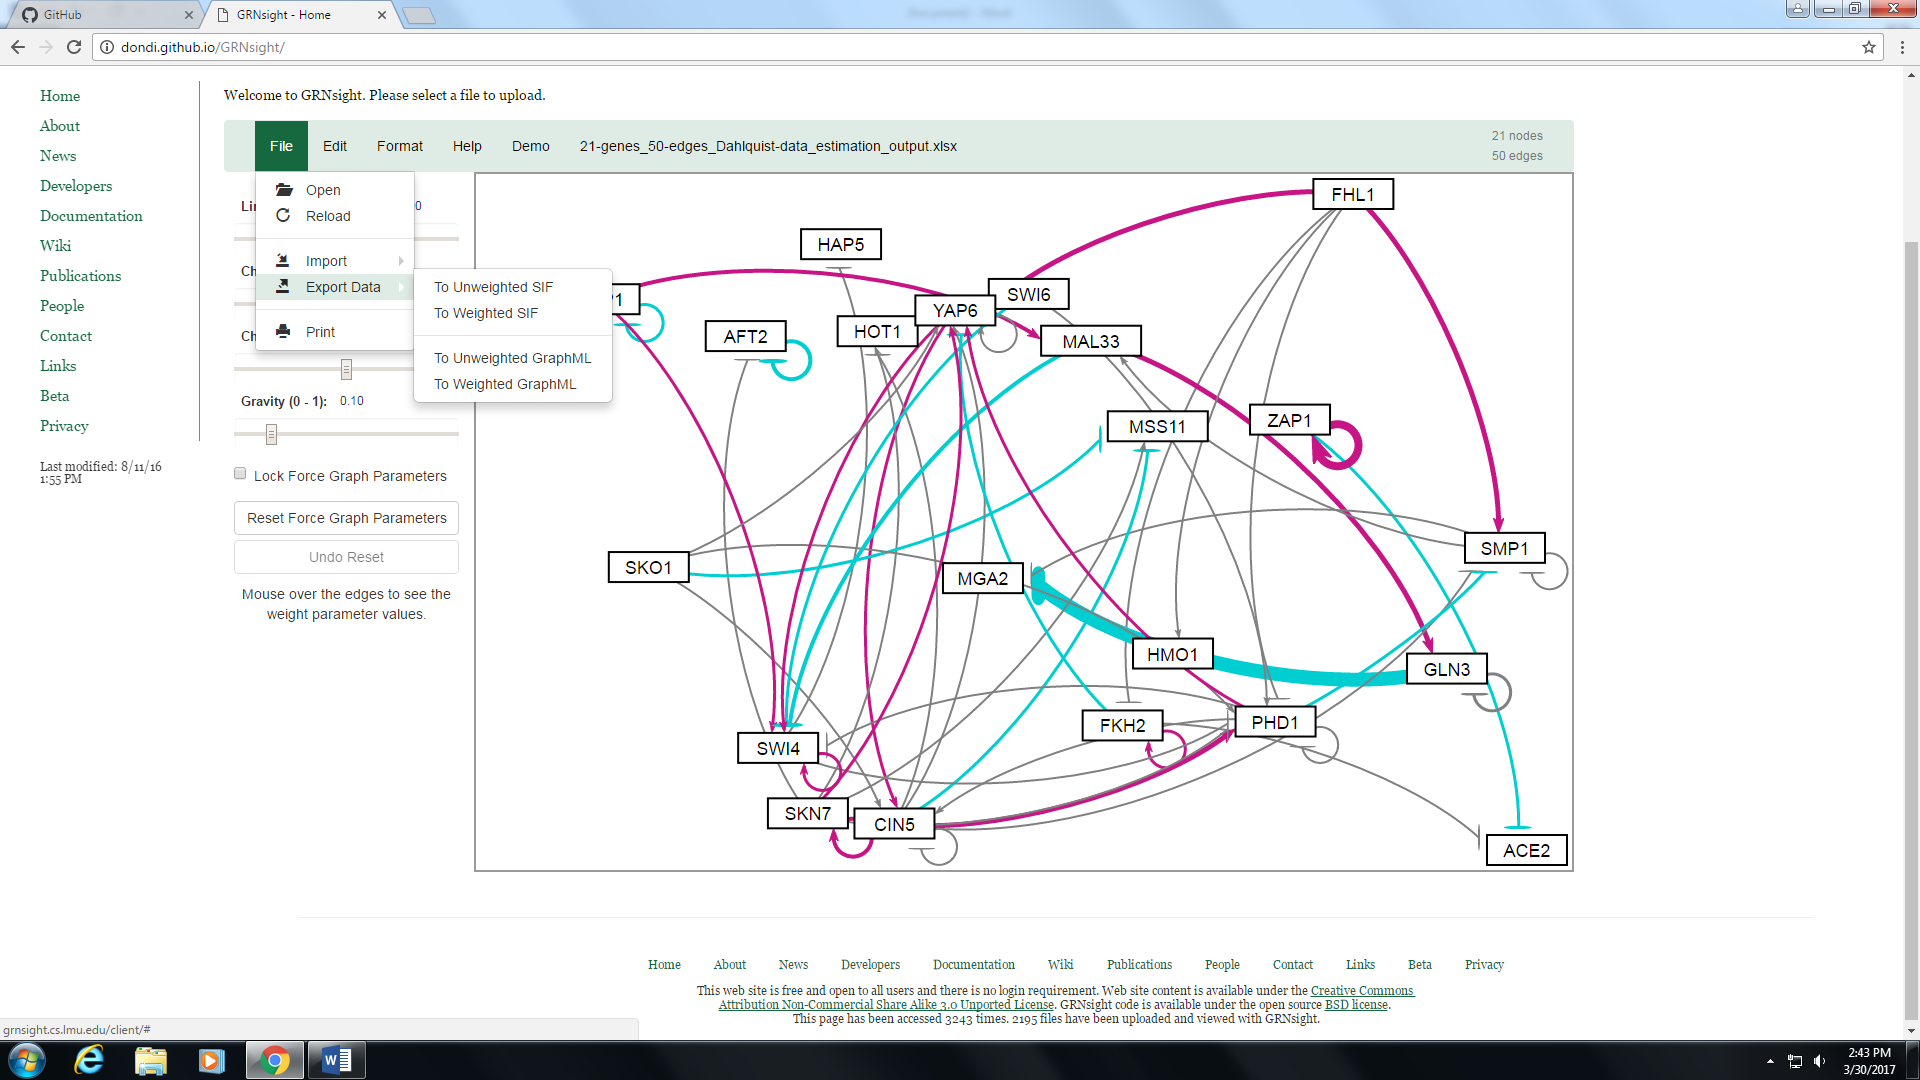 GitHub
GRNsight - Home
dondi.github.io/GRNsight/
Home
About
News
Developers
Documentation
Wiki
Publications
People
Contact
Links
Beta
Privacy
Last modified: 8/11/16
1:55 PM
Welcome to GRNsight. Please select a file to upload.
File Edit Format Help Demo 21-genes_50-edges_Dahlquist-data_estimation_output.xlsx
21 nodes
50 edges
Open
Reload
Import
Export Data
Print
To Unweighted SIF
To Weighted SIF
To Unweighted GraphML
To Weighted GraphML
Gravity (0 - 1): 0.10
Lock Force Graph Parameters
Reset Force Graph Parameters
Undo Reset
Mouse over the edges to see the
weight parameter values.
FHL1
HAP5
SWI6
YAP6
HOT1
AFT2
MAL33
MSS11
ZAP1
SMP1
SKO1
MGA2
HMO1
GLN3
FKH2
PHD1
SWI4
SKN7
CIN5
ACE2
Home About News Developers Documentation Wiki Publications People Contact Links Beta Privacy
This web site is free and open to all users and there is no login requirement. Web site content is available under the Creative Commons
Attribution Non-Commercial Share Alike 3.0 Unported License. GRNsight code is available under the open source BSD license.
This page has been accessed 3243 times. 2195 files have been uploaded and viewed with GRNsight.
grnsight.cs.lmu.edu/client/#
2:43 PM
3/30/2017